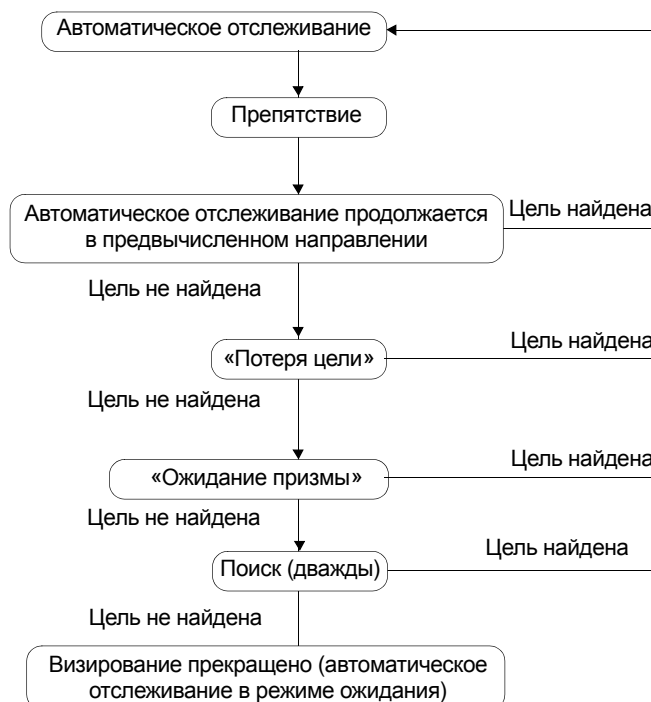 Автоматическое отслеживание
Препятствие
Автоматическое отслеживание продолжается
в предвычисленном направлении
Цель найдена
Цель не найдена
«Потеря цели»
Цель найдена
Цель не найдена
«Ожидание призмы»
Цель найдена
Цель не найдена
Поиск (дважды)
Цель найдена
Цель не найдена
Визирование прекращено (автоматическое
отслеживание в режиме ожидания)